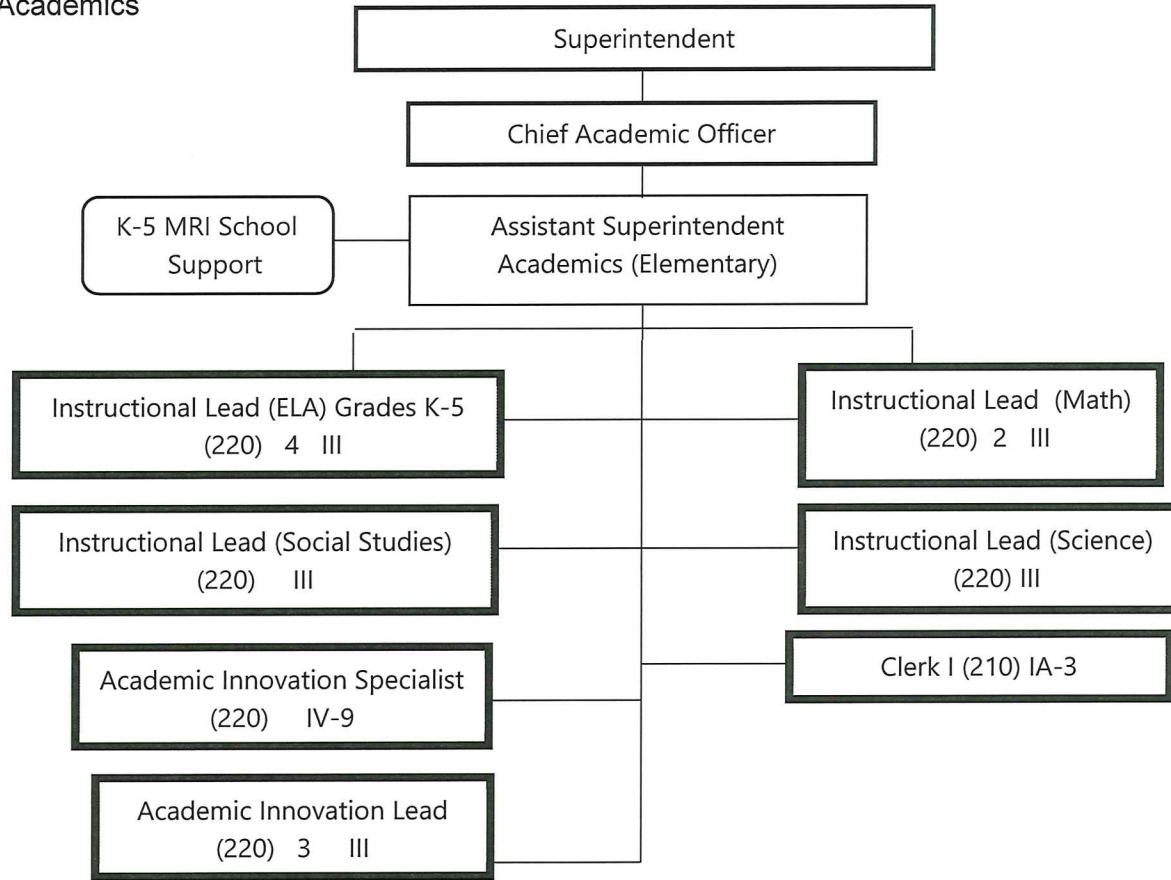 Academics
Superintendent
Chief Academic Officer
K-5 MRI School
Support
Assistant Superintendent
Academics (Elementary)
Instructional Lead (ELA) Grades K-5
(220) 4 III
Instructional Lead (Math)
(220) 2 III
Instructional Lead (Social Studies)
(220) III
Instructional Lead (Science)
(220) III
Academic Innovation Specialist
(220) IV-9
Clerk I (210) IA-3
Academic Innovation Lead
(220) 3 III